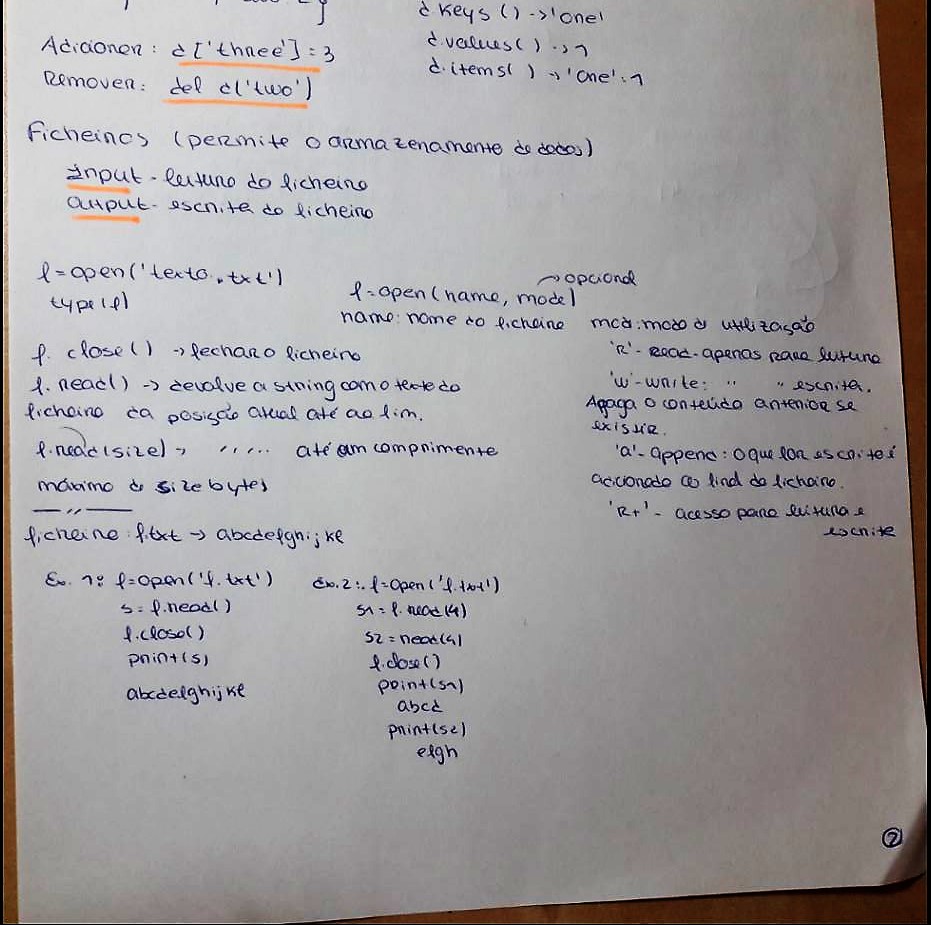 d.keys() ->'one'
Adicionar: d['three']=3
d.values() -> 1
d.items() -> 'one':1
Remover: del d('two')
Ficheiros (permite o armazenamento de dados)
Input - leitura do ficheiro
Output - escrita do ficheiro
f=open('texto.txt')
type(f)
-> opcional
f=open(name, mode)
name: nome do ficheiro mod: modo d utilização
f. close() -> fechar o ficheiro
'R' - Read - apenas para leitura
f. read() -> devolve a string com o texto do
ficheiro da posição atual até ao fim.
'w' - write: " " escrita.
Apaga o conteúdo anterior se
existir.
f.read(size) -> ''... até um comprimento
máximo d size bytes
'a' - append: o que for escrito é
adicionado ao final do ficheiro.
'R+' - acesso para leitura e
escrita
—,,—
ficheiro: f.txt -> abcdefghijkl
Ex. 1: f=open('f.txt')
s= f.read()
f.close()
print(s)
abcdefghijkl
Ex.2: f=open('f.txt')
s1 = f.read(4)
s2 = read(4)
f.close()
print(s1)
abcd
print(s2)
efgh
2